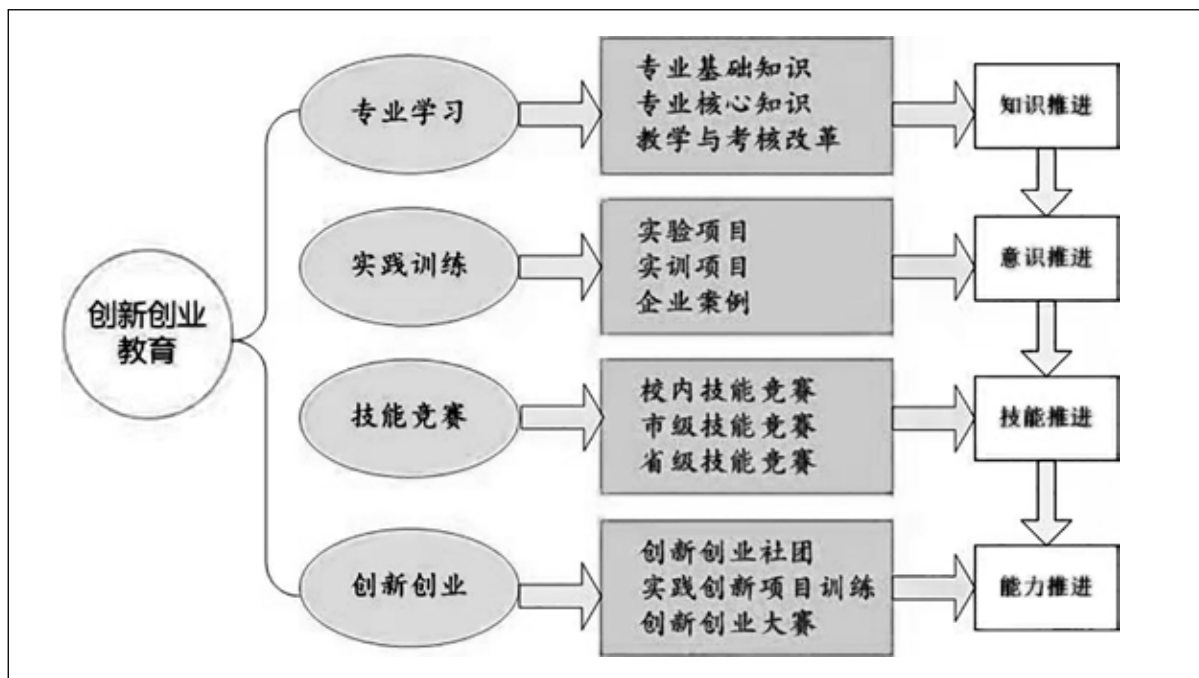 创新创业
教育
专业学习
专业基础知识
专业核心知识
教学与考核改革
知识推进
实践训练
实验项目
实训项目
企业案例
意识推进
技能竞赛
校内技能竞赛
市级技能竞赛
省级技能竞赛
技能推进
创新创业
创新创业社团
实践创新项目训练
创新创业大赛
能力推进